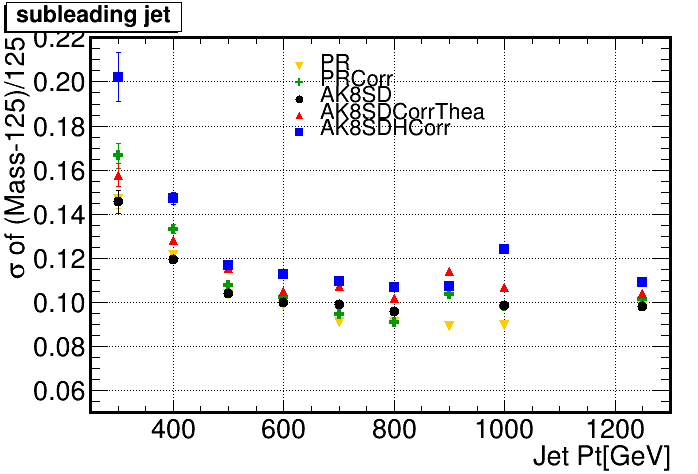 subleading jet
σ of (Mass-125)/125
0.22
0.20
0.18
0.16
0.14
0.12
0.10
0.08
0.06
PR
PRCorr
AK8SD
AK8SDCorrThea
AK8SDHCorr
400 600 800 1000 1200
Jet Pt[GeV]